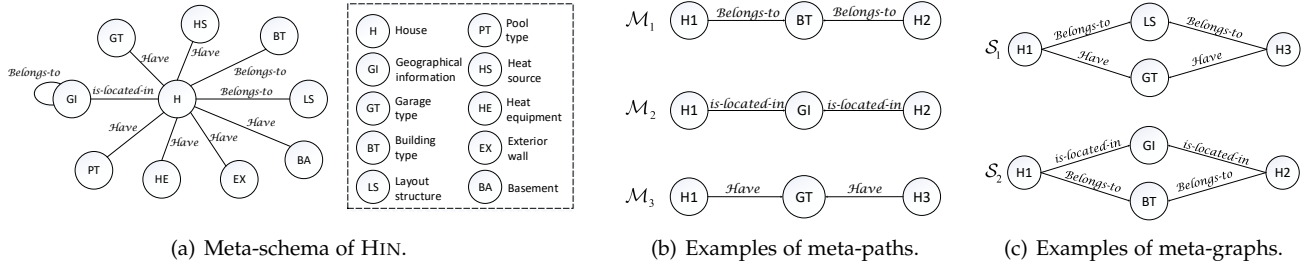 HS
GT
BT
Have
Have
Belongs-to
Belongs-to
GI
is-located-in
H
Belongs-to
LS
Have
Have
Have
Have
PT
HE
EX
BA
H House
PT Pool
type
GI Geographical
information
HS Heat
source
GT Garage
type
HE Heat
equipment
BT Building
type
EX Exterior
wall
LS Layout
structure
BA Basement
(a) Meta-schema of HIN.
M1 H1 Belongs-to BT Belongs-to H2
M2 H1 is-located-in GI is-located-in H2
M3 H1 Have GT Have H3
(b) Examples of meta-paths.
LS
Belongs-to Belongs-to
S1 H1 H3
Have Have
GT
GI
is-located-in is-located-in
S2 H1 H2
Belongs-to Belongs-to
BT
(c) Examples of meta-graphs.